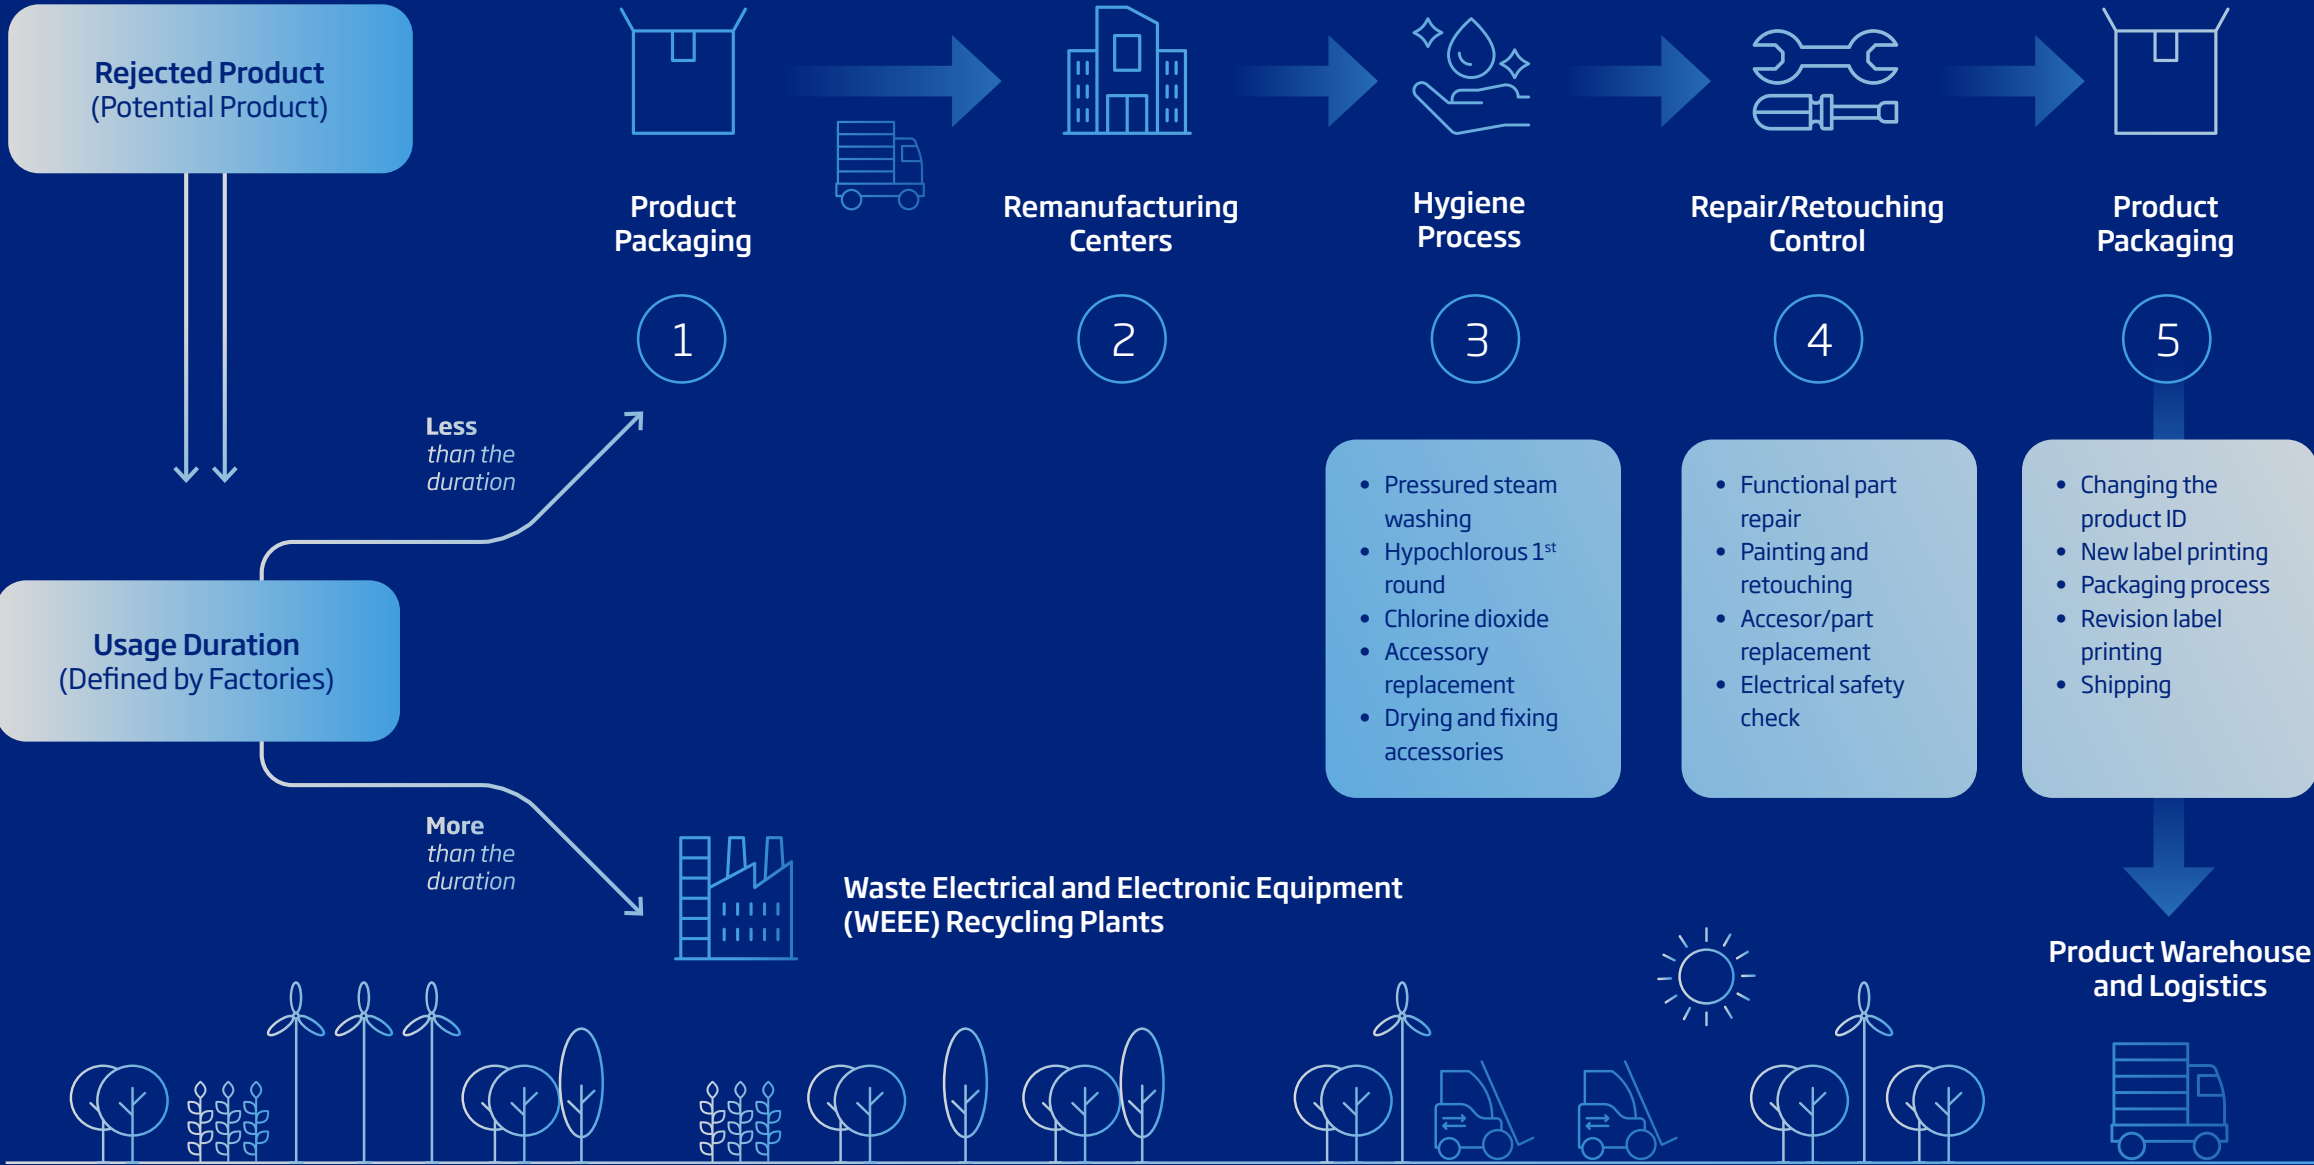 Rejected Product
(Potential Product)
Product
Packaging
Remanufacturing
Centers
Hygiene
Process
Repair/Retouching
Control
Product
Packaging
1
2
3
4
5
Less
than the
duration
Usage Duration
(Defined by Factories)
More
than the
duration
• Pressured steam
washing
• Hypochlorous 1st
round
• Chlorine dioxide
• Accessory
replacement
• Drying and fixing
accessories
• Functional part
repair
• Painting and
retouching
• Accesor/part
replacement
• Electrical safety
check
• Changing the
product ID
• New label printing
• Packaging process
• Revision label
printing
• Shipping
Waste Electrical and Electronic Equipment
(WEEE) Recycling Plants
Product Warehouse
and Logistics